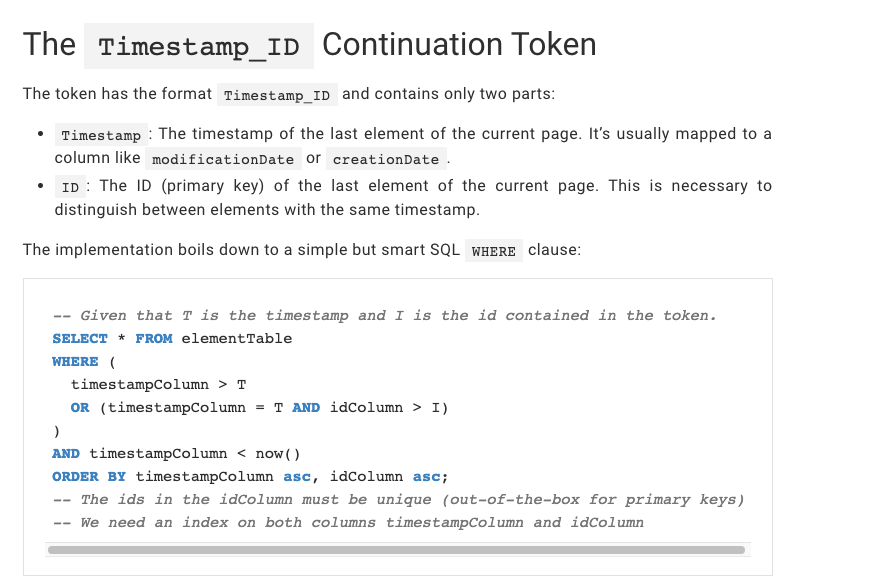 The Timestamp_ID Continuation Token
The token has the format Timestamp_ID and contains only two parts:
• Timestamp : The timestamp of the last element of the current page. It’s usually mapped to a
column like modificationDate or creationDate .
• ID : The ID (primary key) of the last element of the current page. This is necessary to
distinguish between elements with the same timestamp.
The implementation boils down to a simple but smart SQL WHERE clause:
-- Given that T is the timestamp and I is the id contained in the token.
SELECT * FROM elementTable
WHERE (
  timestampColumn > T
  OR (timestampColumn = T AND idColumn > I)
)
AND timestampColumn < now()
ORDER BY timestampColumn asc, idColumn asc;
-- The ids in the idColumn must be unique (out-of-the-box for primary keys)
-- We need an index on both columns timestampColumn and idColumn